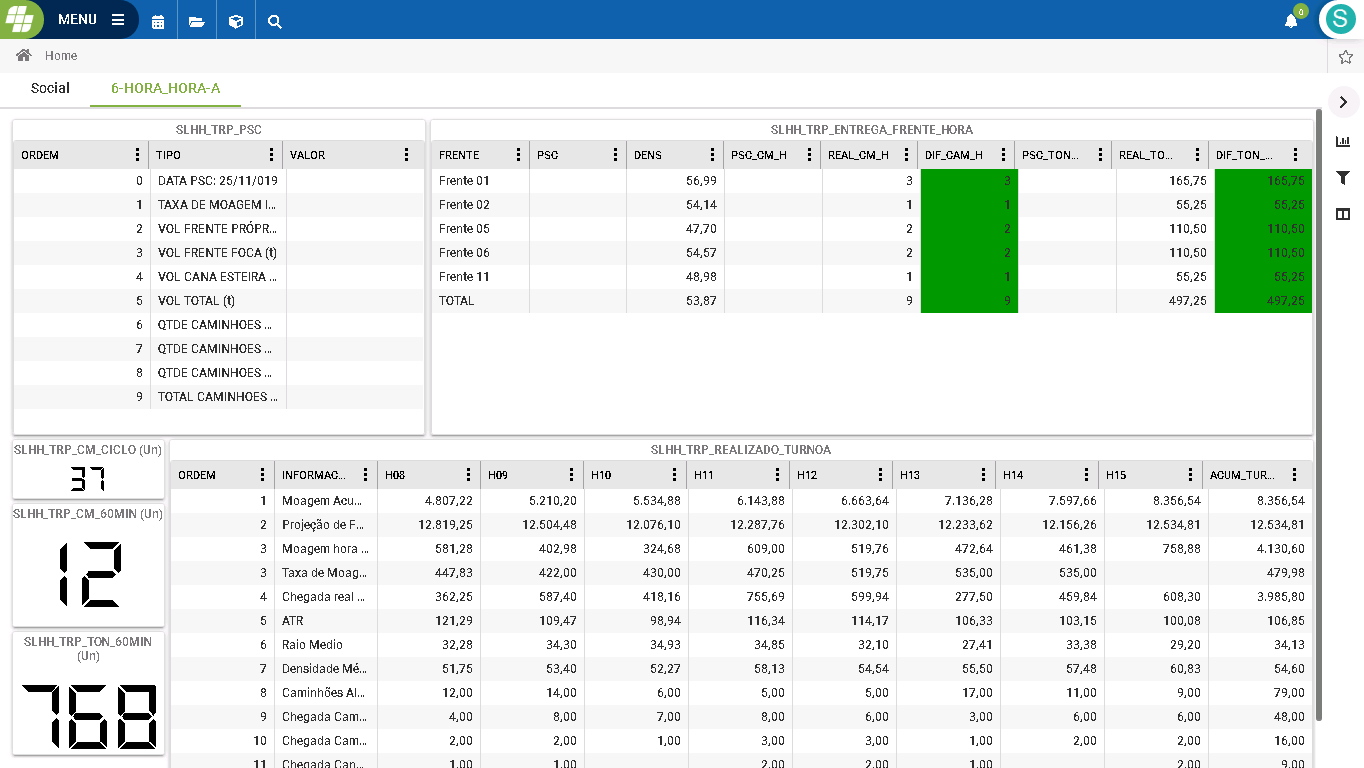 MENU
0
S
Home
Social 6-HORA_HORA-A
SLHH_TRP_PSC
ORDEM TIPO VALOR
0 DATA PSC: 25/11/019
1 TAXA DE MOAGEM I...
2 VOL FRENTE PRÓPR...
3 VOL FRENTE FOCA (t)
4 VOL CANA ESTEIRA ...
5 VOL TOTAL (t)
6 QTDE CAMINHOES ...
7 QTDE CAMINHOES ...
8 QTDE CAMINHOES ...
9 TOTAL CAMINHOES ...
SLHH_TRP_ENTREGA_FRENTE_HORA
FRENTE PSC DENS PSC_CM_H REAL_CM_H DIF_CAM_H PSC_TON... REAL_TO... DIF_TON_...
Frente 01 56,99 3 3 165,75 165,75
Frente 02 54,14 1 1 55,25 55,25
Frente 05 47,70 2 2 110,50 110,50
Frente 06 54,57 2 2 110,50 110,50
Frente 11 48,98 1 1 55,25 55,25
TOTAL 53,87 9 9 497,25 497,25
SLHH_TRP_CM_CICLO (Un)
37
SLHH_TRP_CM_60MIN (Un)
12
SLHH_TRP_TON_60MIN
(Un)
768
SLHH_TRP_REALIZADO_TURNOA
ORDEM INFORMAC... H08 H09 H10 H11 H12 H13 H14 H15 ACUM_TUR...
1 Moagem Acu... 4.807,22 5.210,20 5.534,88 6.143,88 6.663,64 7.136,28 7.597,66 8.356,54 8.356,54
2 Projeção de F... 12.819,25 12.504,48 12.076,10 12.287,76 12.302,10 12.233,62 12.156,26 12.534,81 12.534,81
3 Moagem hora ... 581,28 402,98 324,68 609,00 519,76 472,64 461,38 758,88 4.130,60
3 Taxa de Moag... 447,83 422,00 430,00 470,25 519,75 535,00 535,00 479,98
4 Chegada real ... 362,25 587,40 418,16 755,69 599,94 277,50 459,84 608,30 3.985,80
5 ATR 121,29 109,47 98,94 116,34 114,17 106,33 103,15 100,08 106,85
6 Raio Medio 32,28 34,30 34,93 34,85 32,10 27,41 33,38 29,20 34,13
7 Densidade Mé... 51,75 53,40 52,27 58,13 54,54 55,50 57,48 60,83 54,60
8 Caminhões Al... 12,00 14,00 6,00 5,00 5,00 17,00 11,00 9,00 79,00
9 Chegada Cam... 4,00 8,00 7,00 8,00 6,00 3,00 6,00 6,00 48,00
10 Chegada Cam... 2,00 2,00 1,00 3,00 3,00 1,00 2,00 2,00 16,00
11 Chegada Can... 1,00 1,00 2,00 2,00 1,00 2,00 9,00